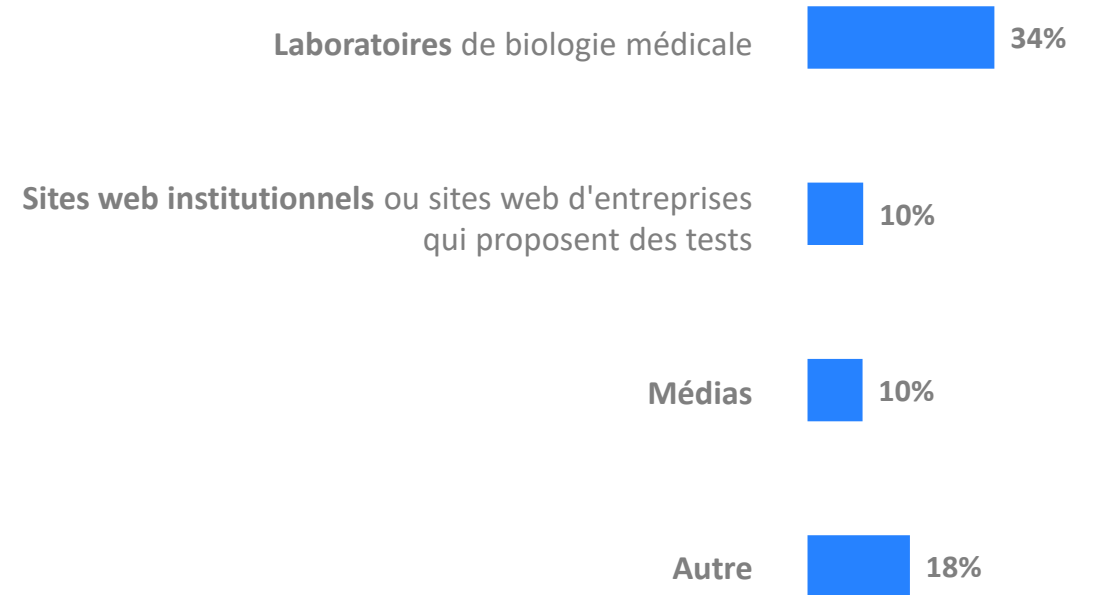 Laboratoires de biologie médicale 34%
Sites web institutionnels ou sites web d'entreprises
qui proposent des tests 10%
Médias 10%
Autre 18%